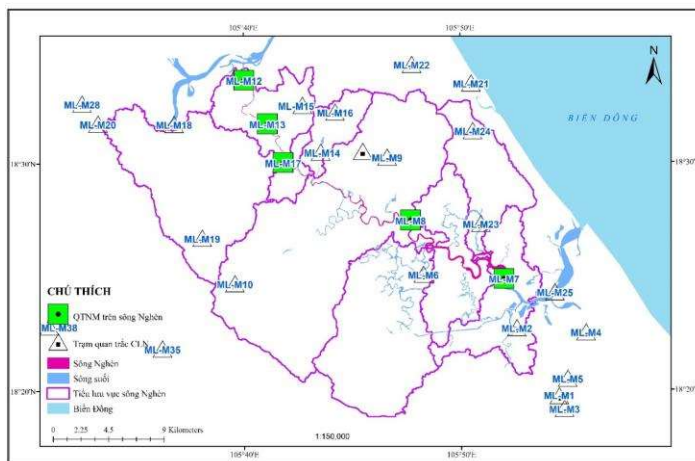 105°40'E 105°50'E
N
ML-M22
ML-M12
ML-M21
ML-M28
ML-M15
ML-M16
ML-M20 ML-M18 ML-M13
ML-M24
BIỂN ĐÔNG
18°30'N 18°30'N
ML-M17 ML-M14 ML-M9
ML-M8 ML-M23
ML-M19
ML-M10 ML-M6 ML-M7
ML-M25
CHÚ THÍCH
QTNM trên sông Nghèn
ML-M38
ML-M2 ML-M4
Trạm quan trắc CLN
ML-M35
Sông Nghèn
Sông suối
ML-M5
Tiểu lưu vực sông Nghèn
18°20'N 18°20'N
ML-M1
Biển Đông
ML-M3
0 2.25 4.5 9 Kilometers
1:150,000
105°40'E 105°50'E